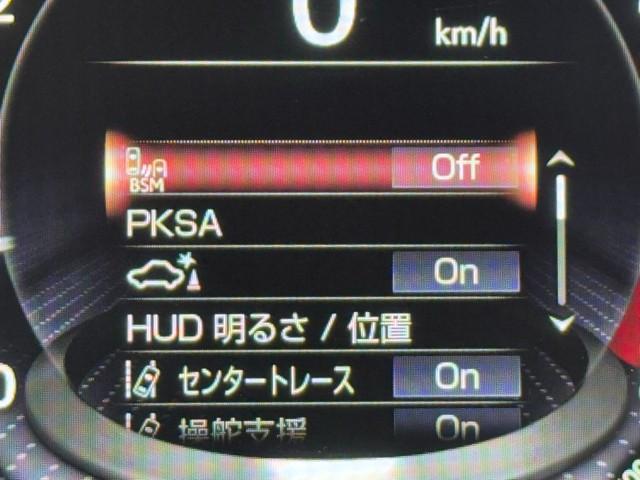 0
km/h
BSM Off
PKSA
On
HUD 明るさ / 位置
センタートレース On
操舵支援 On